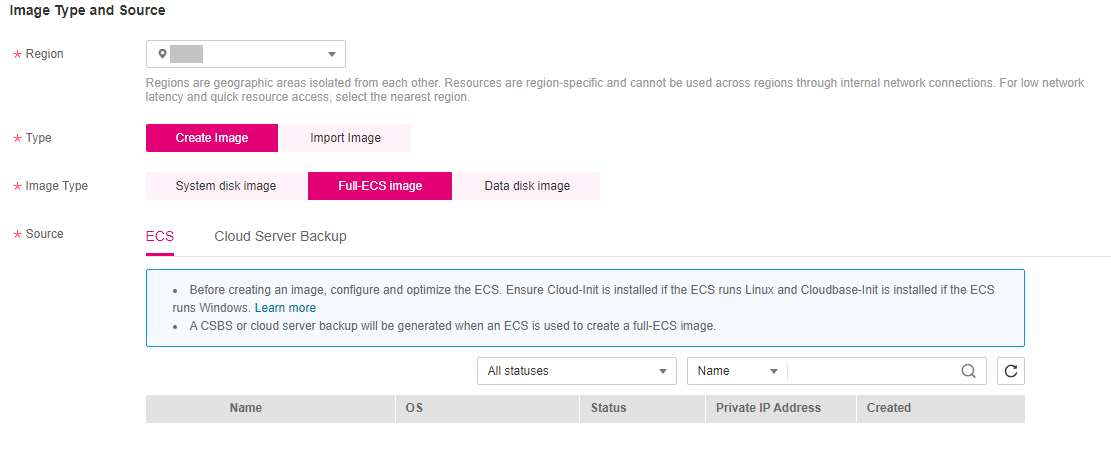 Image Type and Source
* Region
Regions are geographic areas isolated from each other. Resources are region-specific and cannot be used across regions through internal network connections. For low network
latency and quick resource access, select the nearest region.
* Type
Create Image
Import Image
* Image Type
System disk image
Full-ECS image
Data disk image
* Source
ECS
Cloud Server Backup
• Before creating an image, configure and optimize the ECS. Ensure Cloud-Init is installed if the ECS runs Linux and Cloudbase-Init is installed if the ECS
runs Windows. Learn more
• A CSBS or cloud server backup will be generated when an ECS is used to create a full-ECS image.
All statuses
Name
Name
OS
Status
Private IP Address
Created